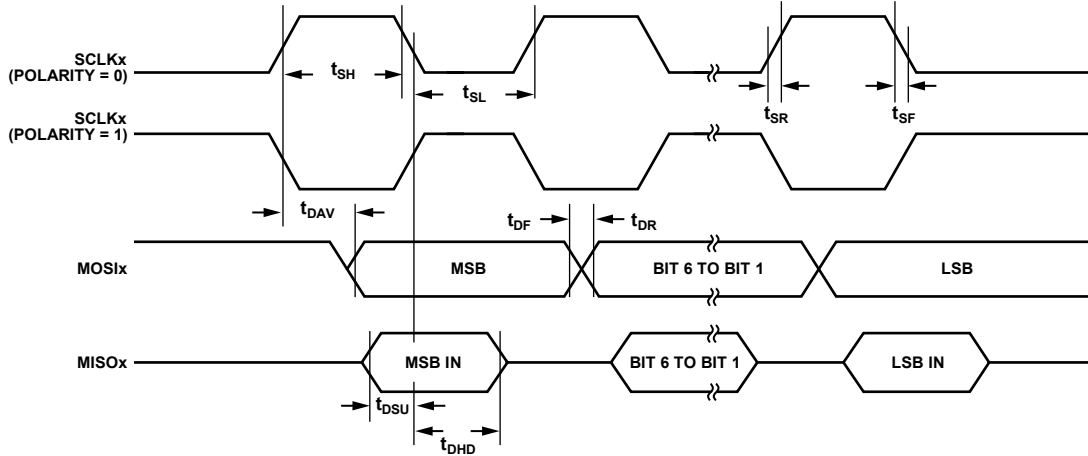 SCLKx
(POLARITY = 0)
tSH
tSL
tSR
tSF
SCLKx
(POLARITY = 1)
tDAV
tDF
tDR
MOSIx
MSB
BIT 6 TO BIT 1
LSB
MISOx
MSB IN
BIT 6 TO BIT 1
LSB IN
tDSU
tDHD